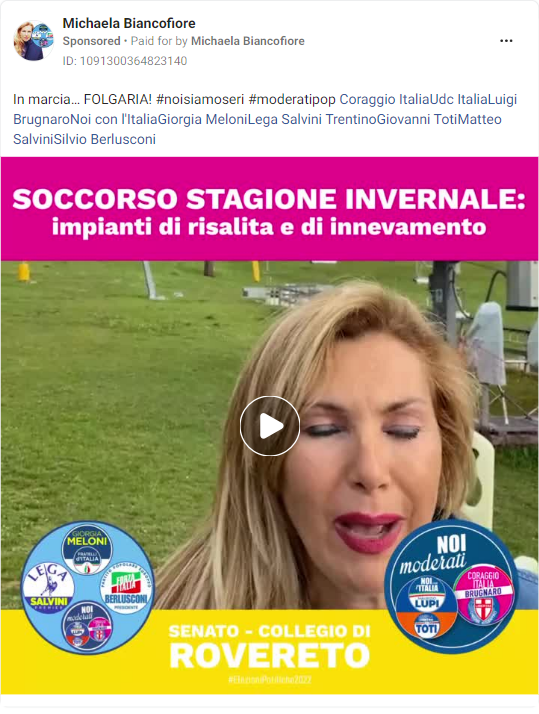 Michaela Biancofiore
Sponsored • Paid for by Michaela Biancofiore
ID: 1091300364823140
In marcia... FOLGARIA! #noisiamoseri #moderatipop Coraggio ItaliaUdc ItaliaLuigi
BrugnaroNoi con l'ItaliaGiorgia MeloniLega Salvini TrentinoGiovanni TotiMatteo
SalviniSilvio Berlusconi
SOCCORSO STAGIONE INVERNALE:
impianti di risalita e di innevamento
GIORGIA
MELONI
FRATELLI
d'ITALIA
LEGA
SALVINI
PREMIER
FORZA
ITALIA
BERLUSCONI
PRESIDENTE
NOI
moderati
NOI
moderati
NOI
l'ITALIA
LUPI
TOTI
CORAGGIO
ITALIA
BRUGNARO
SENATO - COLLEGIO DI
ROVERETO